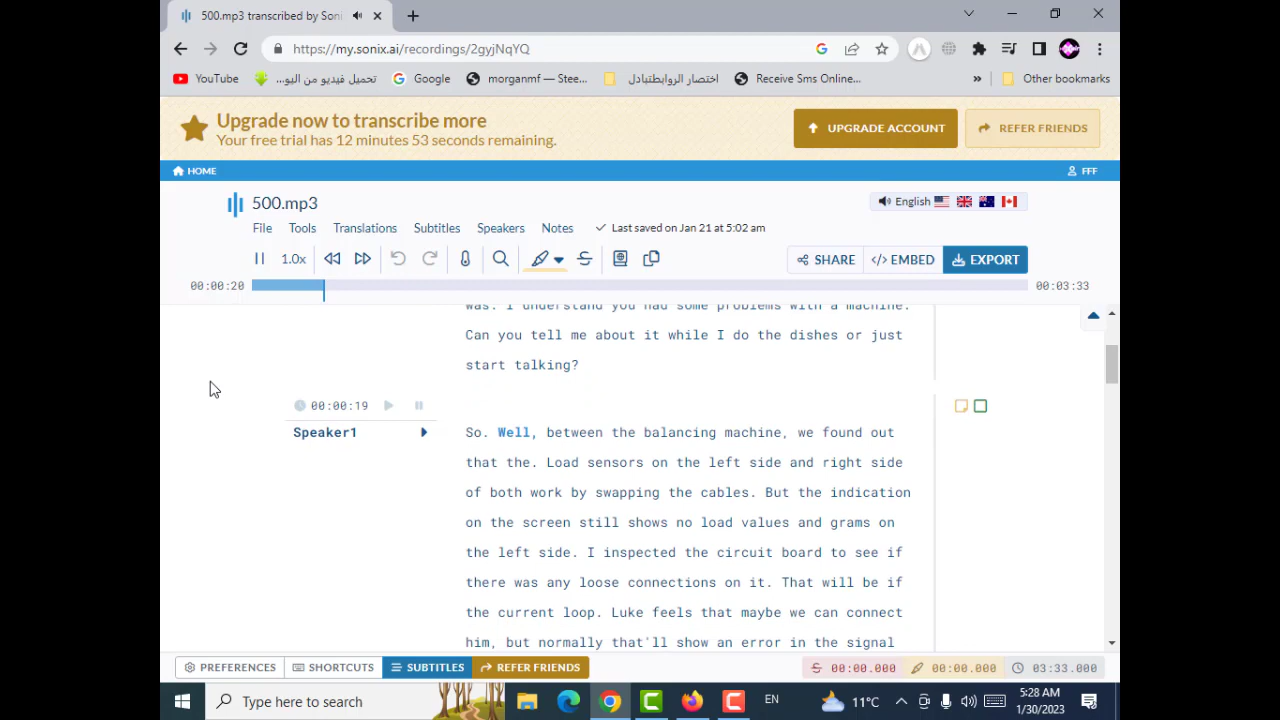 500.mp3 transcribed by Soni
https://my.sonix.ai/recordings/2gyjNqYQ
YouTube
تحميل فيديو من اليو...
Google
morganmf — Stee...
اختصار الروابطتبادل
Receive Sms Online...
»
Other bookmarks
Upgrade now to transcribe more
Your free trial has 12 minutes 53 seconds remaining.
UPGRADE ACCOUNT
REFER FRIENDS
HOME
FFF
500.mp3
English
File Tools Translations Subtitles Speakers Notes
Last saved on Jan 21 at 5:02 am
1.0x
SHARE
</> EMBED
EXPORT
00:00:20
00:03:33
was. I understand you had some problems with a machine.
Can you tell me about it while I do the dishes or just
start talking?
00:00:19
Speaker1
So. Well, between the balancing machine, we found out
that the. Load sensors on the left side and right side
of both work by swapping the cables. But the indication
on the screen still shows no load values and grams on
the left side. I inspected the circuit board to see if
there was any loose connections on it. That will be if
the current loop. Luke feels that maybe we can connect
him, but normally that'll show an error in the signal
PREFERENCES
SHORTCUTS
SUBTITLES
REFER FRIENDS
00:00.000
00:00.000
03:33.000
Type here to search
EN
11°C
5:28 AM
1/30/2023